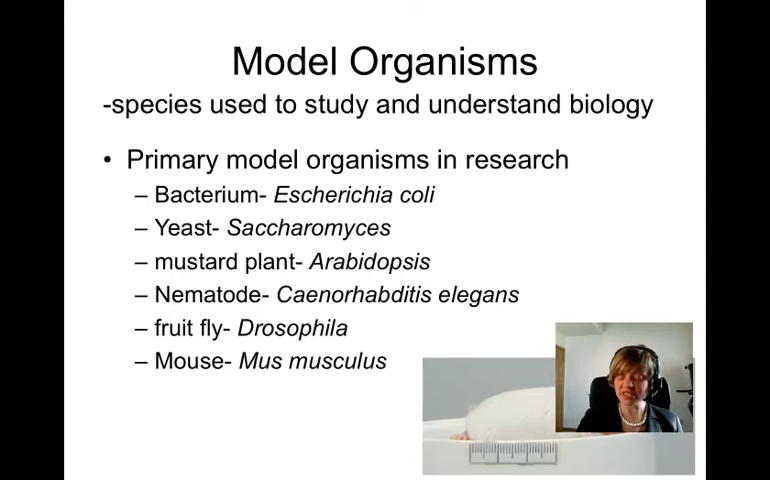 Model Organisms
-species used to study and understand biology
• Primary model organisms in research
– Bacterium- Escherichia coli
– Yeast- Saccharomyces
– mustard plant- Arabidopsis
– Nematode- Caenorhabditis elegans
– fruit fly- Drosophila
– Mouse- Mus musculus